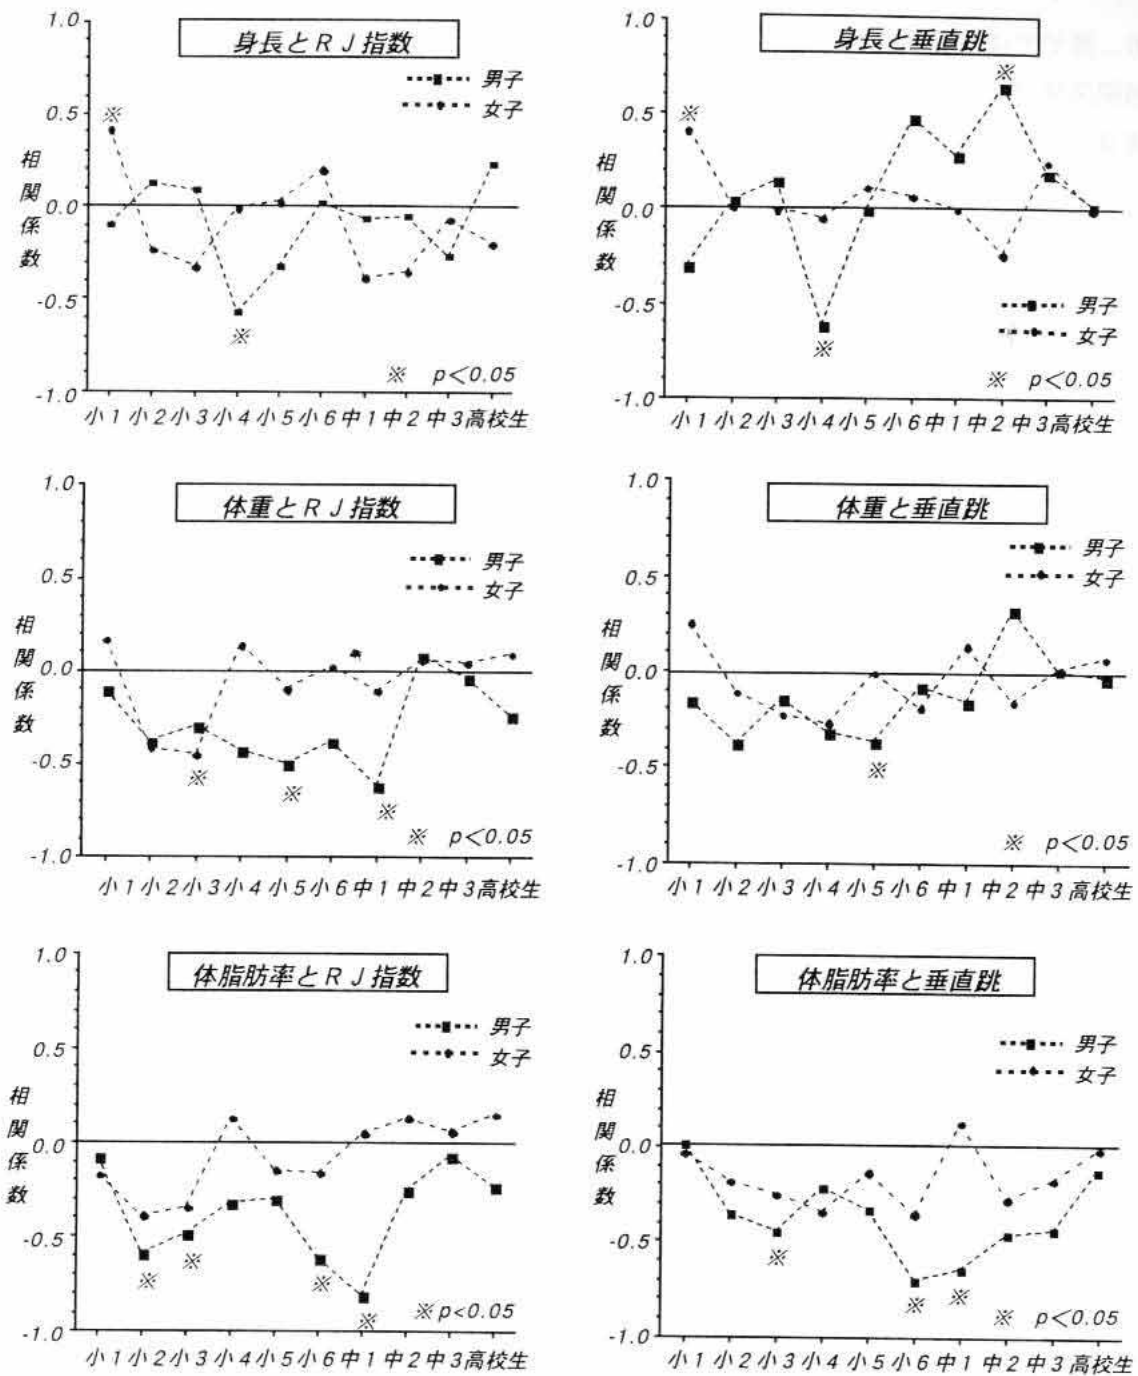 身長とＲＪ指数
男子
女子
※
※
※ p＜0.05
相関係数
1.0
0.5
0.0
-0.5
-1.0
小1 小2 小3 小4 小5 小6 中1 中2 中3 高校生
身長と垂直跳
※
※
※
男子
女子
※ p＜0.05
相関係数
1.0
0.5
0.0
-0.5
-1.0
小1 小2 小3 小4 小5 小6 中1 中2 中3 高校生
体重とＲＪ指数
男子
女子
※
※
※
※ p＜0.05
相関係数
1.0
0.5
0.0
-0.5
-1.0
小1 小2 小3 小4 小5 小6 中1 中2 中3 高校生
体重と垂直跳
男子
女子
※
※ p＜0.05
相関係数
1.0
0.5
0.0
-0.5
-1.0
小1 小2 小3 小4 小5 小6 中1 中2 中3 高校生
体脂肪率とＲＪ指数
男子
女子
※
※
※
※
※ p<0.05
相関係数
1.0
0.5
0.0
-0.5
-1.0
小1 小2 小3 小4 小5 小6 中1 中2 中3 高校生
体脂肪率と垂直跳
男子
女子
※
※
※
※ p＜0.05
相関係数
1.0
0.5
0.0
-0.5
-1.0
小1 小2 小3 小4 小5 小6 中1 中2 中3 高校生